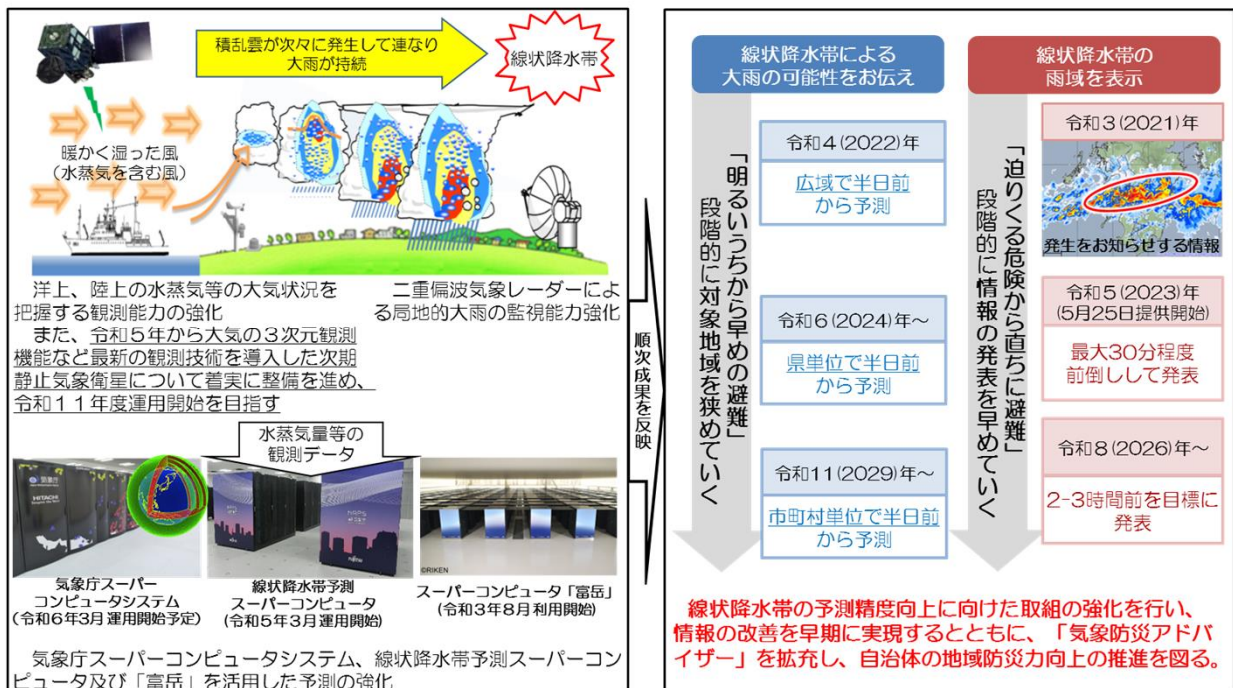 積乱雲が次々に発生して連なり
大雨が持続
線状降水帯
暖かく湿った風
(水蒸気を含む風)
洋上、陸上の水蒸気等の大気状況を
把握する観測能力の強化
また、令和5年から大気の3次元観測
機能など最新の観測技術を導入した次期
静止気象衛星について着実に整備を進め、
令和11年度運用開始を目指す
二重偏波気象レーダーによ
る局地的大雨の監視能力強化
水蒸気量等の
観測データ
気象庁
HITACHI
©RIKEN
気象庁スーパー
コンピュータシステム
(令和6年3月運用開始予定)
線状降水帯予測
スーパーコンピュータ
(令和5年3月運用開始)
スーパーコンピュータ「富岳」
(令和3年8月利用開始)
気象庁スーパーコンピュータシステム、線状降水帯予測スーパーコン
ピュータ及び「富岳」を活用した予測の強化
順次成果を反映
線状降水帯による
大雨の可能性をお伝え
「明るいうちから早めの避難」
段階的に対象地域を狭めていく
令和4(2022)年
広域で半日前
から予測
令和6(2024)年~
県単位で半日前
から予測
令和11(2029)年~
市町村単位で半日前
から予測
線状降水帯の
雨域を表示
「迫りくる危険から直ちに避難」
段階的に情報の発表を早めていく
令和3(2021)年
発生をお知らせする情報
令和5(2023)年
(5月25日提供開始)
最大30分程度
前倒しして発表
令和8(2026)年~
2-3時間前を目標に
発表
線状降水帯の予測精度向上に向けた取組の強化を行い、
情報の改善を早期に実現するとともに、「気象防災アドバ
イザー」を拡充し、自治体の地域防災力向上の推進を図る。